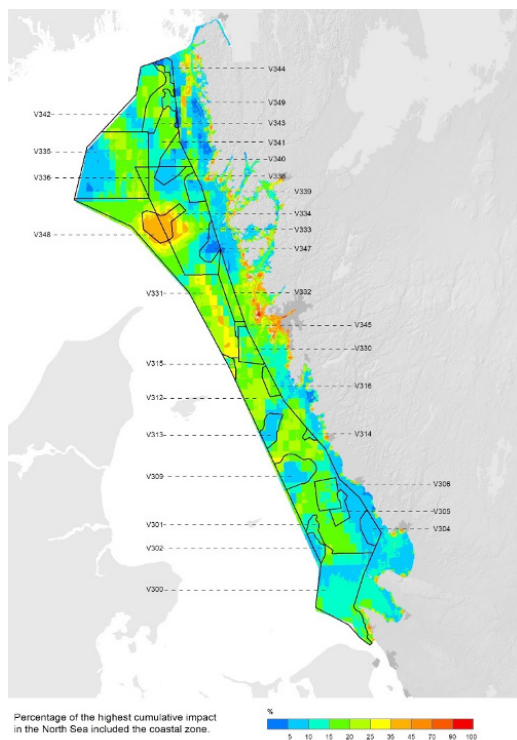 V344
V349
V342
V343
V341
V335
V340
V336
V338
V339
V334
V333
V348
V347
V331
V332
V345
V330
V315
V316
V312
V313
V314
V309
V306
V305
V301
V304
V302
V300
Percentage of the highest cumulative impact
in the North Sea included the coastal zone.
%
5 10 15 20 25 35 45 70 90 100